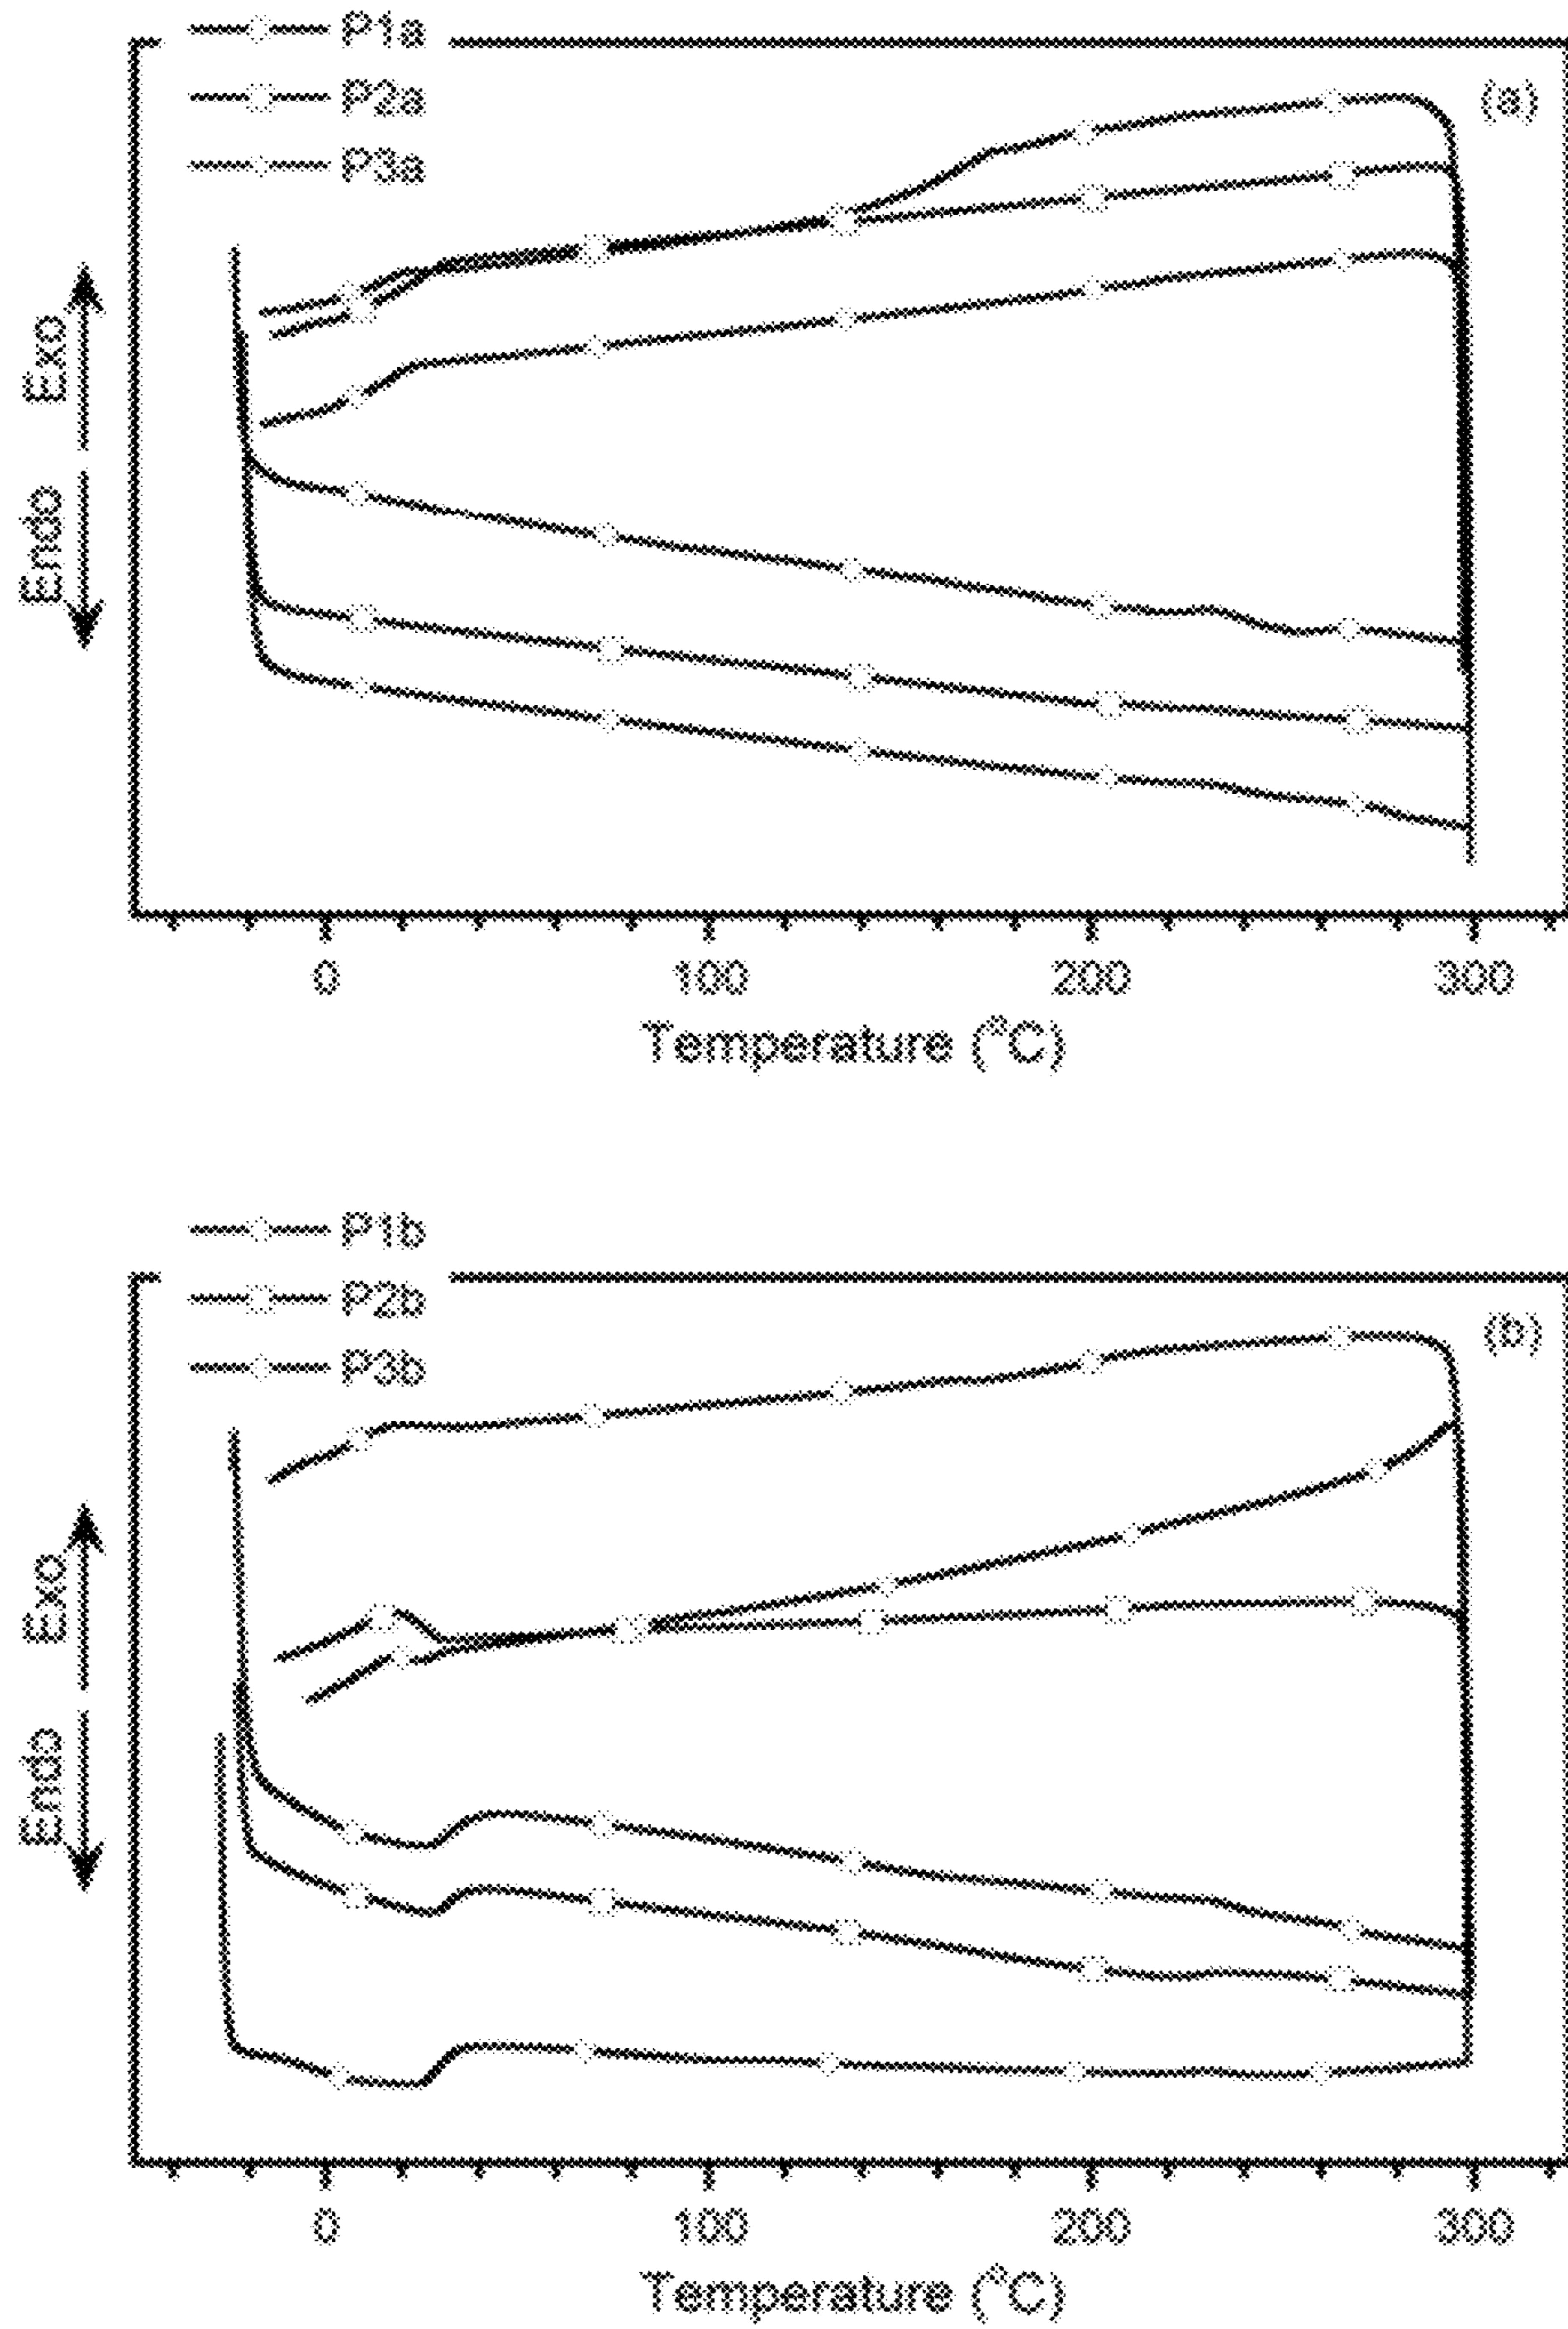 P1a
P2a
P3a
(a)
Exo
Endo
0 100 200 300
Temperature (°C)
P1b
P2b
P3b
(b)
Exo
Endo
0 100 200 300
Temperature (°C)